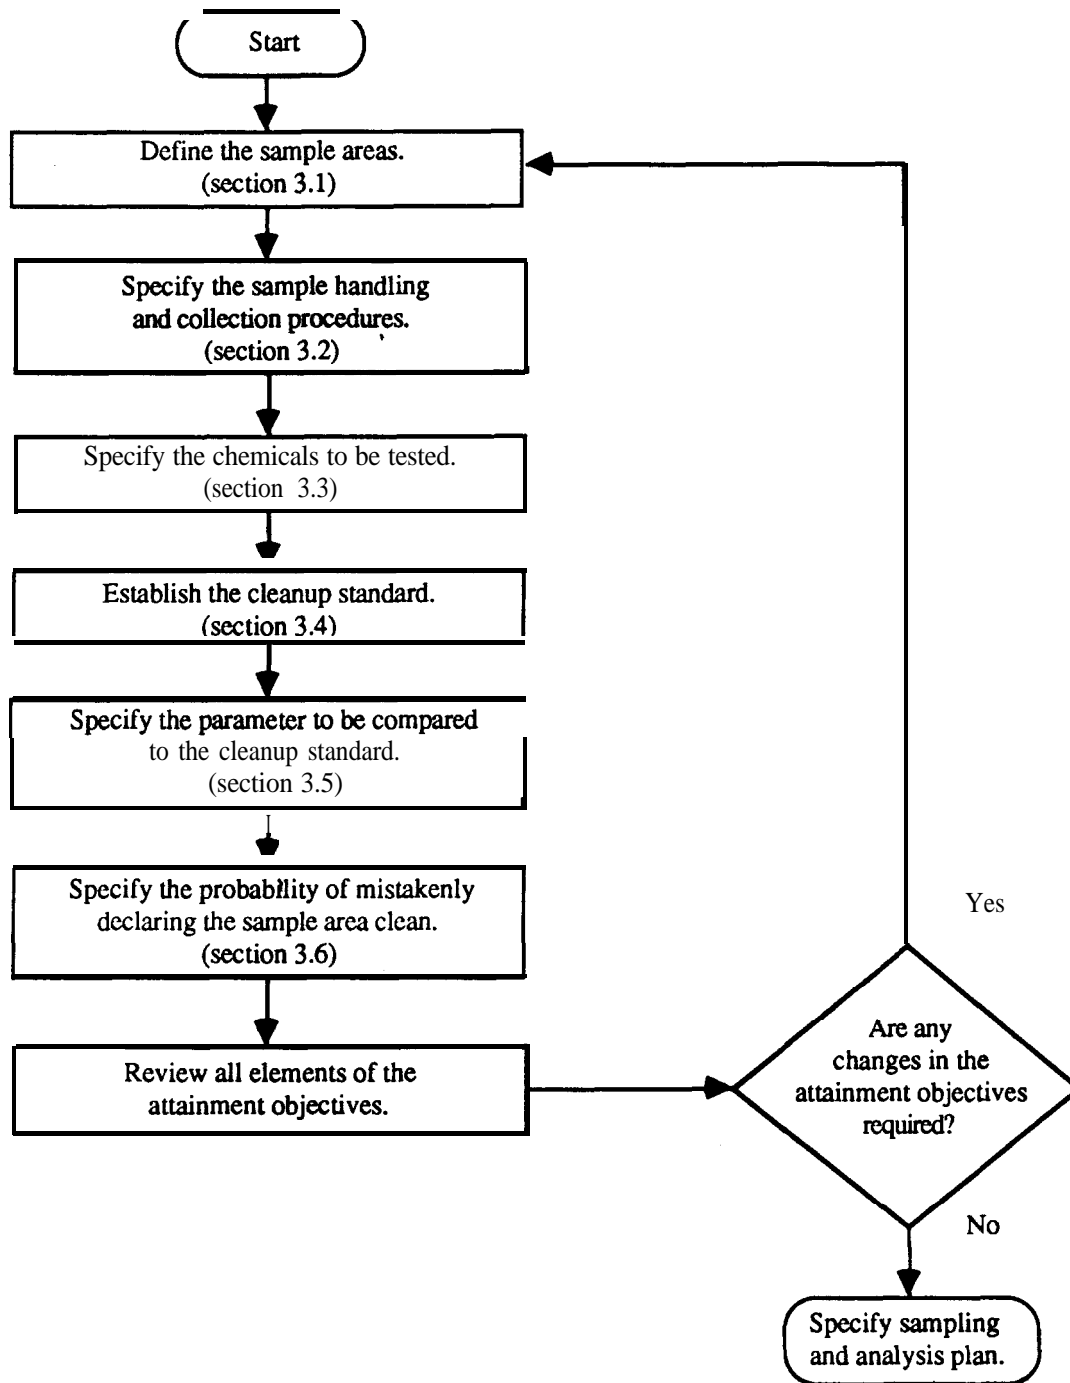 Start
Define the sample areas.
(section 3.1)
Specify the sample handling
and collection procedures.
(section 3.2)
Specify the chemicals to be tested.
(section 3.3)
Establish the cleanup standard.
(section 3.4)
Specify the parameter to be compared
to the cleanup standard.
(section 3.5)
Specify the probability of mistakenly
declaring the sample area clean.
(section 3.6)
Review all elements of the
attainment objectives.
Yes
Are any
changes in the
attainment objectives
required?
No
Specify sampling
and analysis plan.